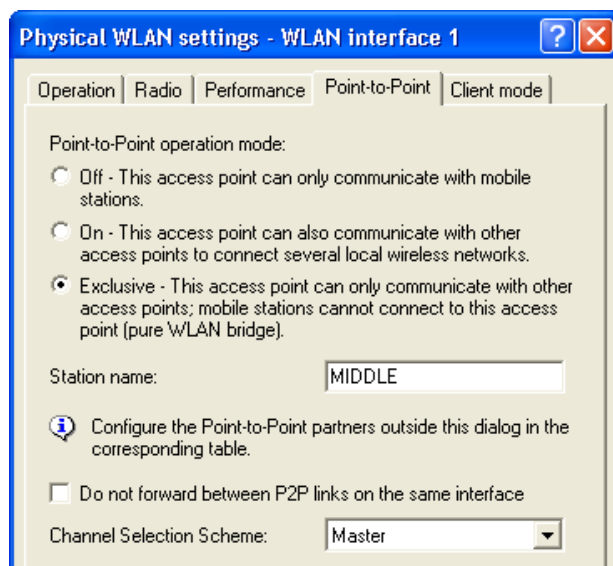 Physical WLAN settings - WLAN interface 1
Operation Radio Performance Point-to-Point Client mode
Point-to-Point operation mode:
Off - This access point can only communicate with mobile
stations.
On - This access point can also communicate with other
access points to connect several local wireless networks.
Exclusive - This access point can only communicate with other
access points; mobile stations cannot connect to this access
point (pure WLAN bridge).
Station name: MIDDLE
Configure the Point-to-Point partners outside this dialog in the
corresponding table.
Do not forward between P2P links on the same interface
Channel Selection Scheme: Master